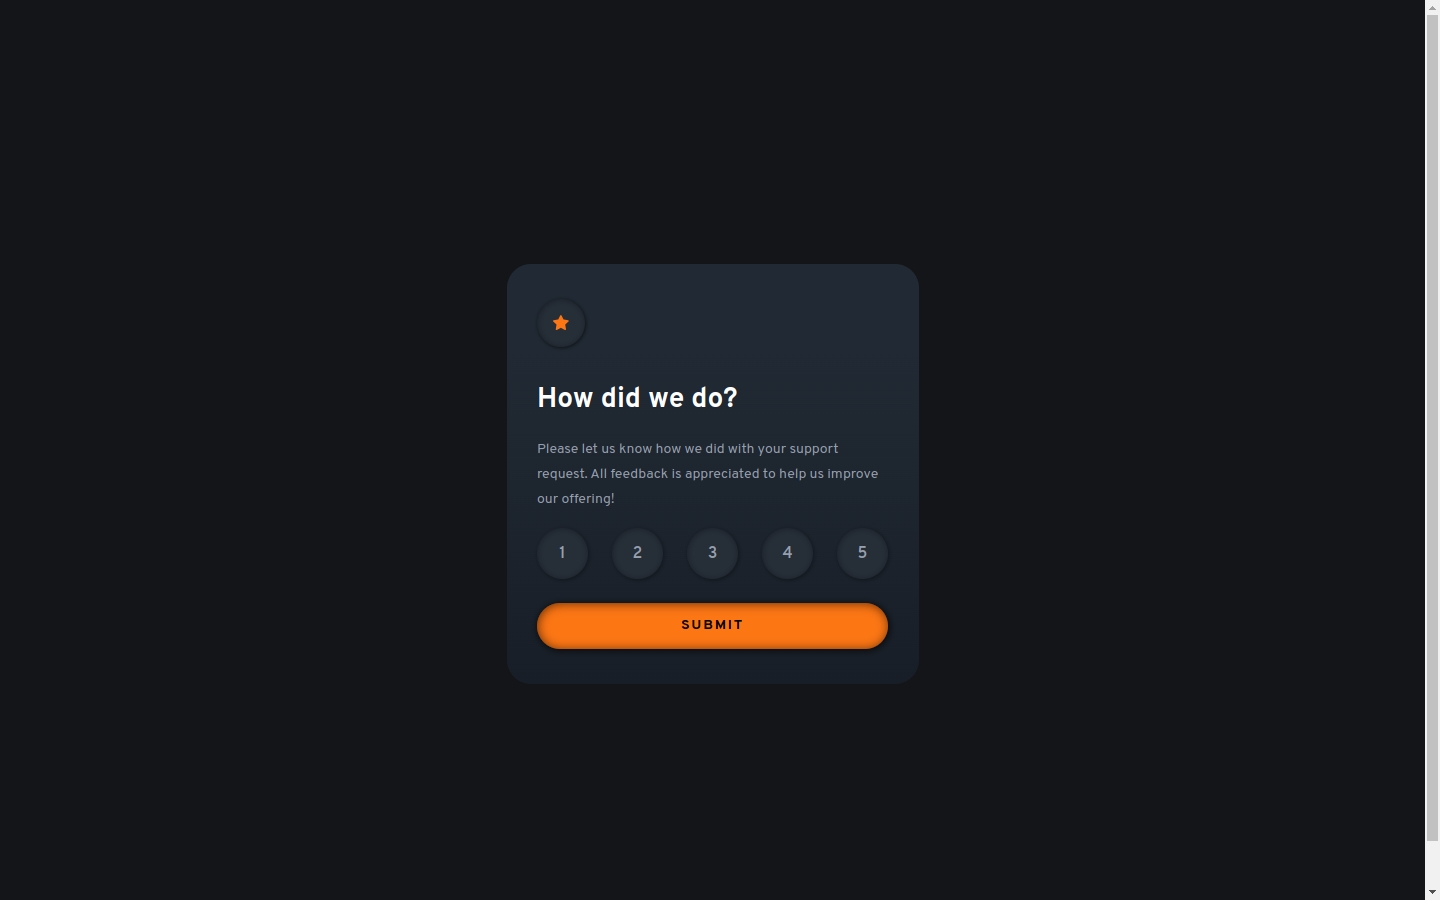 How did we do?
Please let us know how we did with your support
request. All feedback is appreciated to help us improve
our offering!
1 2 3 4 5
SUBMIT